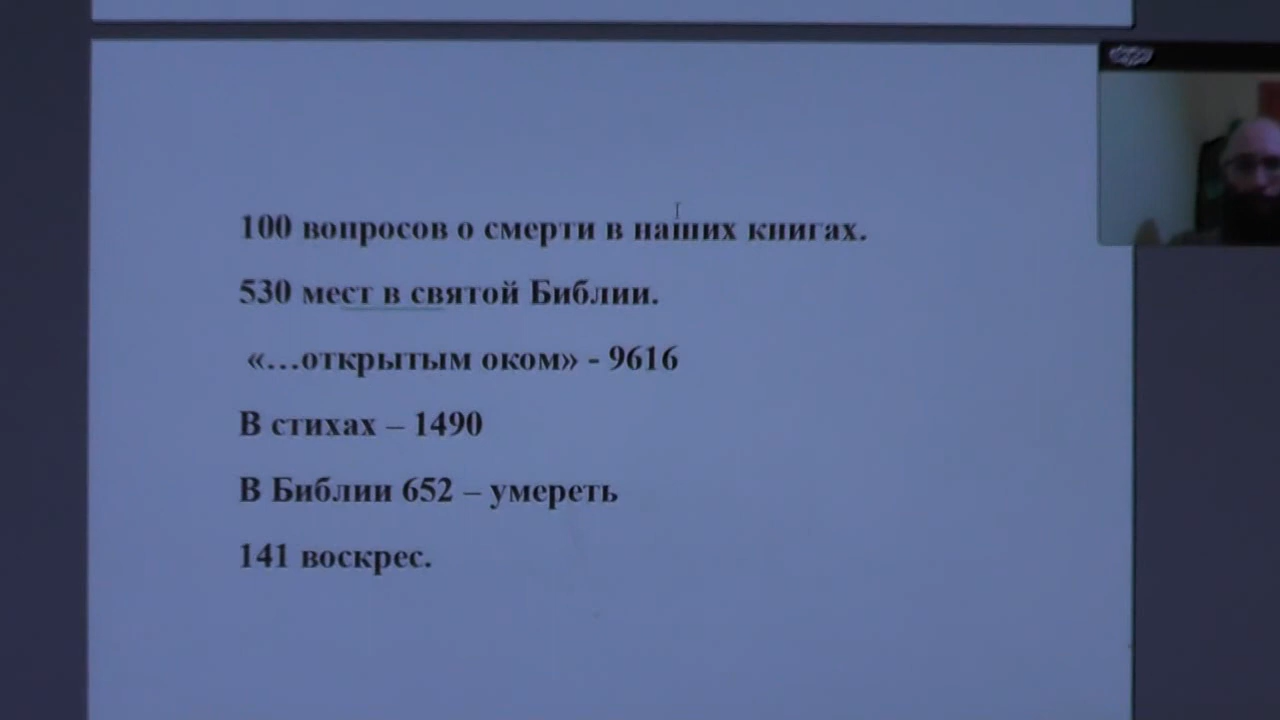 100 вопросов о смерти в наших книгах.
530 мест в святой Библии.
«…открытым оком» - 9616
В стихах – 1490
В Библии 652 – умереть
141 воскрес.